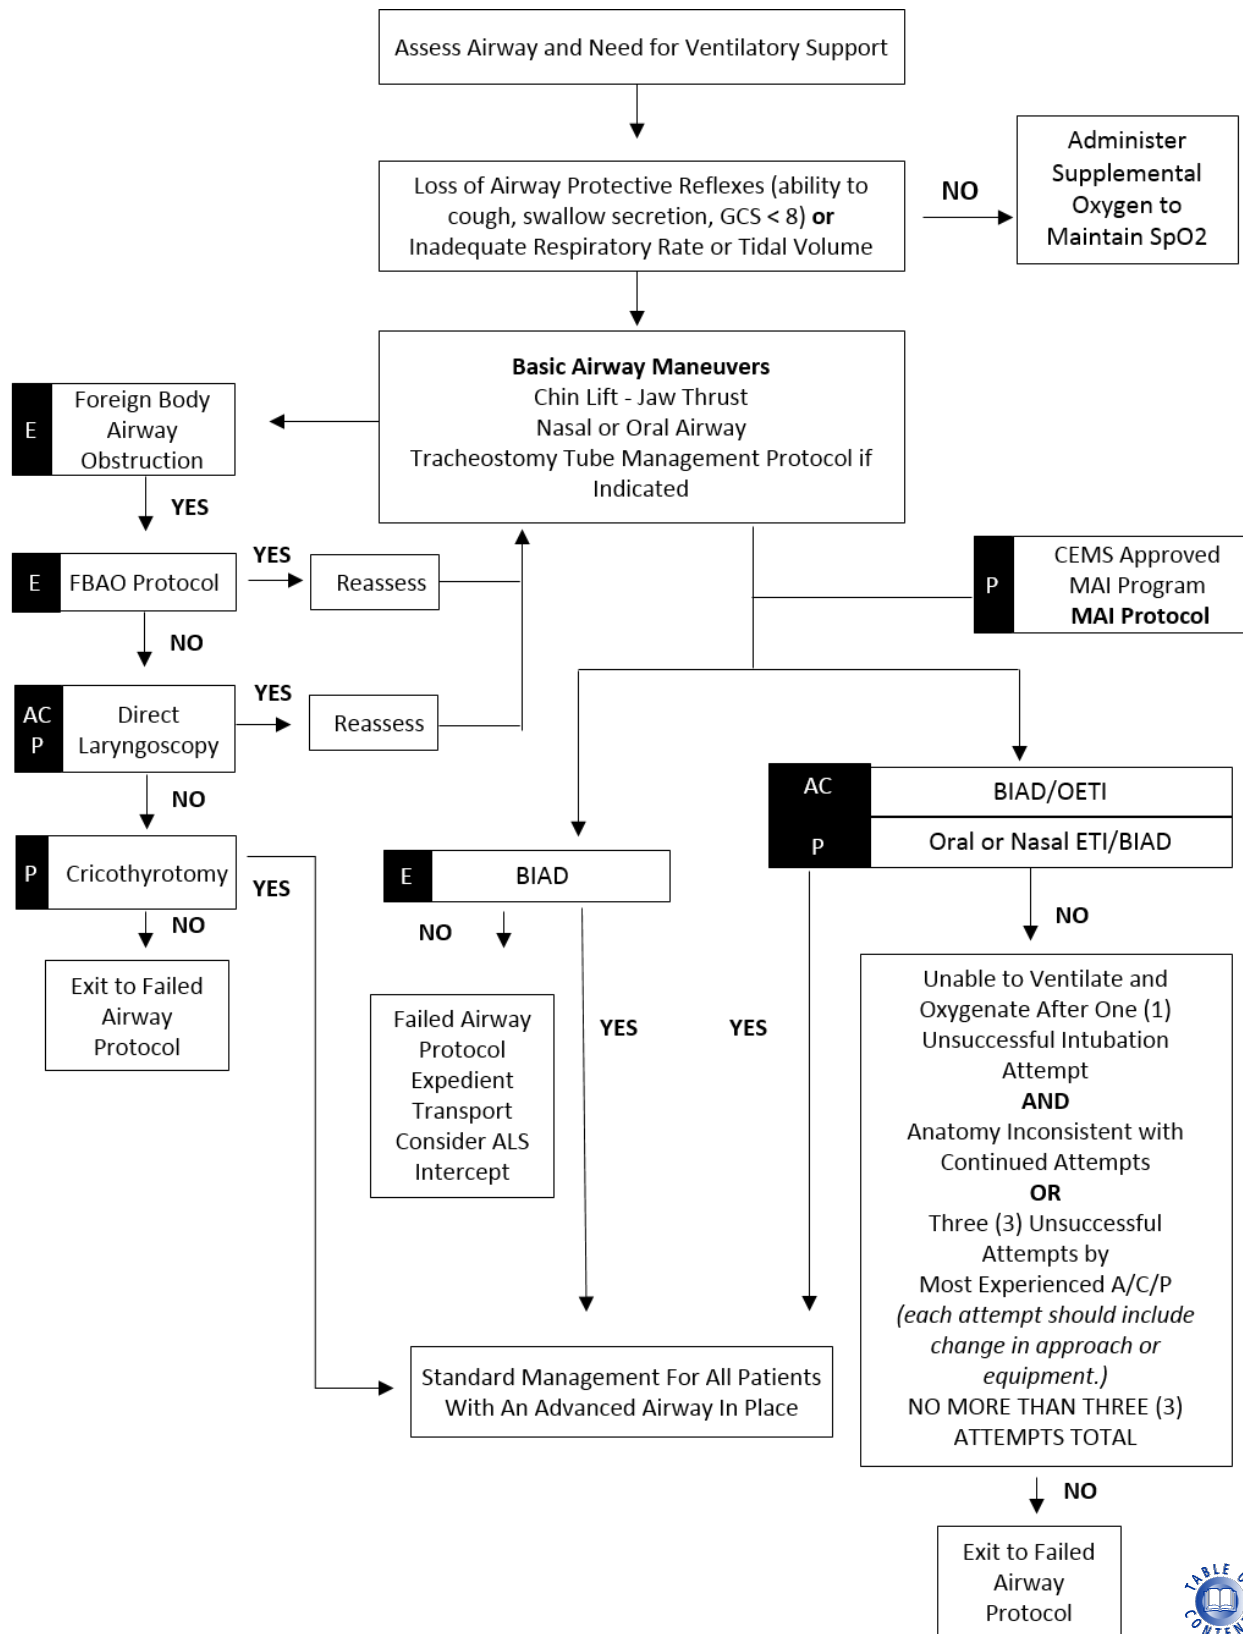 Assess Airway and Need for Ventilatory Support
Loss of Airway Protective Reflexes (ability to
cough, swallow secretion, GCS < 8) or
Inadequate Respiratory Rate or Tidal Volume
NO
Administer
Supplemental
Oxygen to
Maintain SpO2
Basic Airway Maneuvers
Chin Lift - Jaw Thrust
Nasal or Oral Airway
Tracheostomy Tube Management Protocol if
Indicated
E
Foreign Body
Airway
Obstruction
YES
E
FBAO Protocol
YES
Reassess
NO
AC
P
Direct
Laryngoscopy
YES
Reassess
NO
P
Cricothyrotomy
YES
NO
Exit to Failed
Airway
Protocol
P
CEMS Approved
MAI Program
MAI Protocol
E
BIAD
NO
Failed Airway
Protocol
Expedient
Transport
Consider ALS
Intercept
YES
AC
P
BIAD/OETI
Oral or Nasal ETI/BIAD
YES
NO
Unable to Ventilate and
Oxygenate After One (1)
Unsuccessful Intubation
Attempt
AND
Anatomy Inconsistent with
Continued Attempts
OR
Three (3) Unsuccessful
Attempts by
Most Experienced A/C/P
(each attempt should include
change in approach or
equipment.)
NO MORE THAN THREE (3)
ATTEMPTS TOTAL
NO
Exit to Failed
Airway
Protocol
Standard Management For All Patients
With An Advanced Airway In Place
TABLE